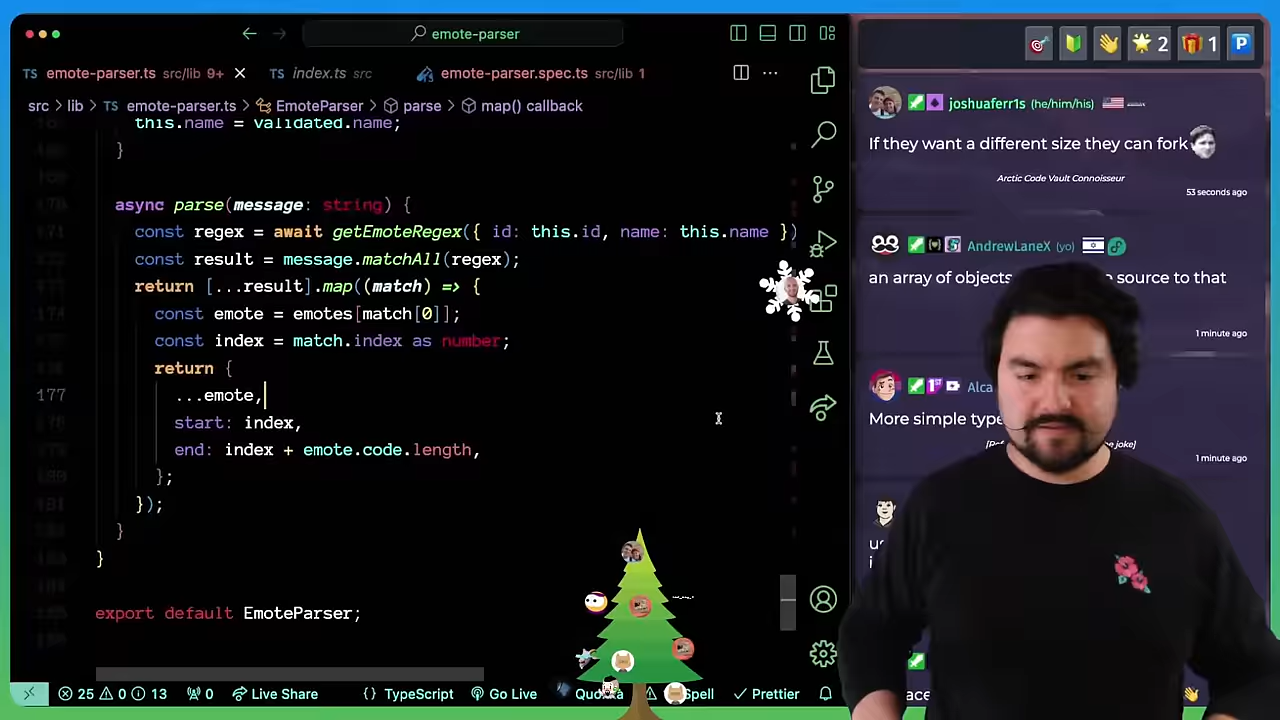 emote-parser
TS emote-parser.ts src/lib 9+ TS index.ts src emote-parser.spec.ts src/lib 1
src > lib > TS emote-parser.ts > EmoteParser > parse > map() callback
this.name = validated.name;
}
async parse(message: string) {
const regex = await getEmoteRegex({ id: this.id, name: this.name })
const result = message.matchAll(regex);
return [...result].map((match) => {
const emote = emotes[match[0]];
const index = match.index as number;
return {
177 ...emote,
start: index,
end: index + emote.code.length,
};
});
}
}
export default EmoteParser;
25 0 13 0 Live Share {} TypeScript Go Live Spell Prettier
2 1 P
joshuaferr1s (he/him/his)
If they want a different size they can fork
Arctic Code Vault Connoisseur
53 seconds ago
AndrewLaneX (yo)
an array of objects source to that
1 minute ago
Alca
More simple type
e joke)]
1 minute ago